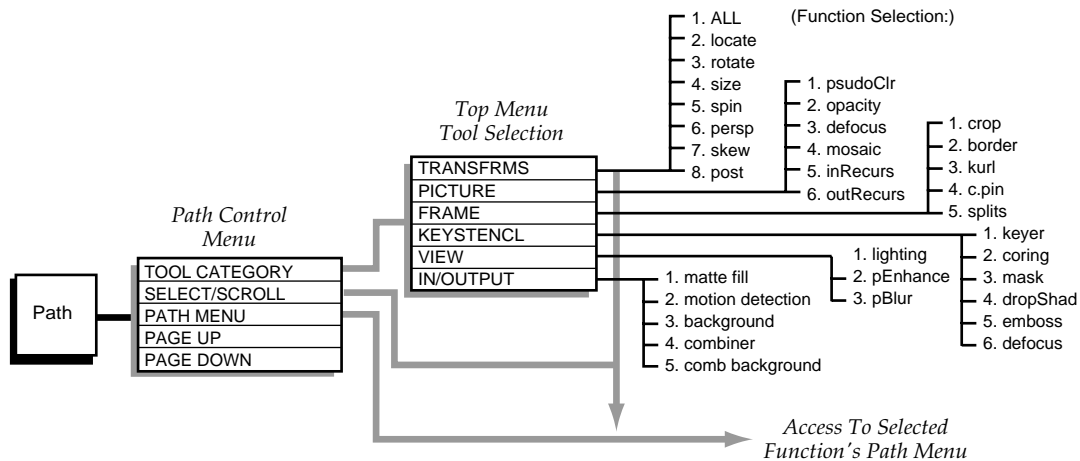 (Function Selection:)
1. ALL
2. locate
3. rotate
4. size
5. spin
6. persp
7. skew
8. post
1. psudoClr
2. opacity
3. defocus
4. mosaic
5. inRecurs
6. outRecurs
1. crop
2. border
3. kurl
4. c.pin
5. splits
Top Menu
Tool Selection
TRANSFRMS
PICTURE
FRAME
KEYSTENCL
VIEW
IN/OUTPUT
1. keyer
2. coring
3. mask
4. dropShad
5. emboss
6. defocus
1. lighting
2. pEnhance
3. pBlur
1. matte fill
2. motion detection
3. background
4. combiner
5. comb background
Path Control
Menu
TOOL CATEGORY
SELECT/SCROLL
PATH MENU
PAGE UP
PAGE DOWN
Path
Access To Selected
Function's Path Menu